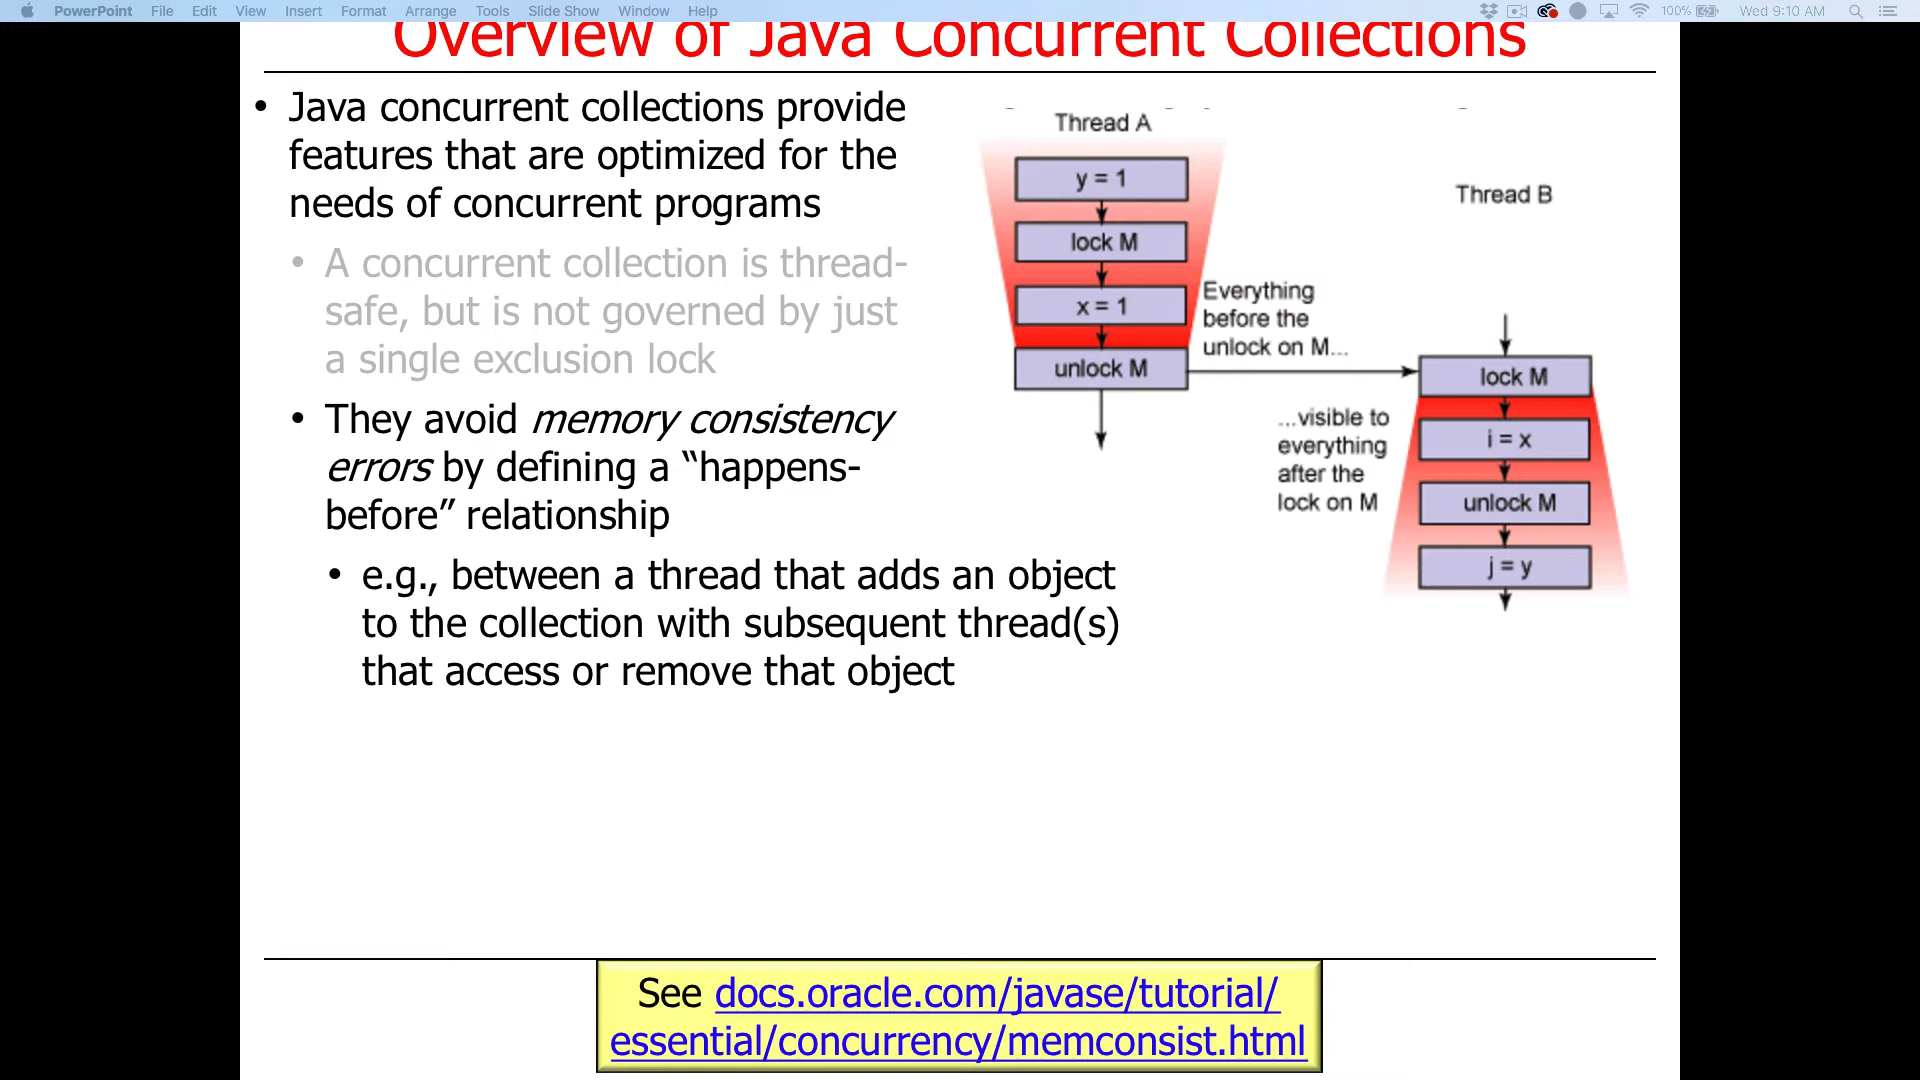 PowerPoint File Edit View Insert Format Arrange Tools Slide Show Window Help 100% Wed 9:10 AM
Overview of Java Concurrent Collections
• Java concurrent collections provide
features that are optimized for the
needs of concurrent programs
• A concurrent collection is thread-
safe, but is not governed by just
a single exclusion lock
• They avoid memory consistency
errors by defining a “happens-
before” relationship
• e.g., between a thread that adds an object
to the collection with subsequent thread(s)
that access or remove that object
Thread A
y = 1
lock M
x = 1
unlock M
Everything
before the
unlock on M...
Thread B
lock M
i = x
unlock M
j = y
...visible to
everything
after the
lock on M
See docs.oracle.com/javase/tutorial/
essential/concurrency/memconsist.html